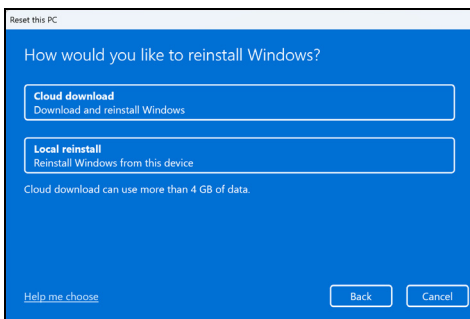 Reset this PC
How would you like to reinstall Windows?
Cloud download
Download and reinstall Windows
Local reinstall
Reinstall Windows from this device
Cloud download can use more than 4 GB of data.
Help me choose
Back
Cancel